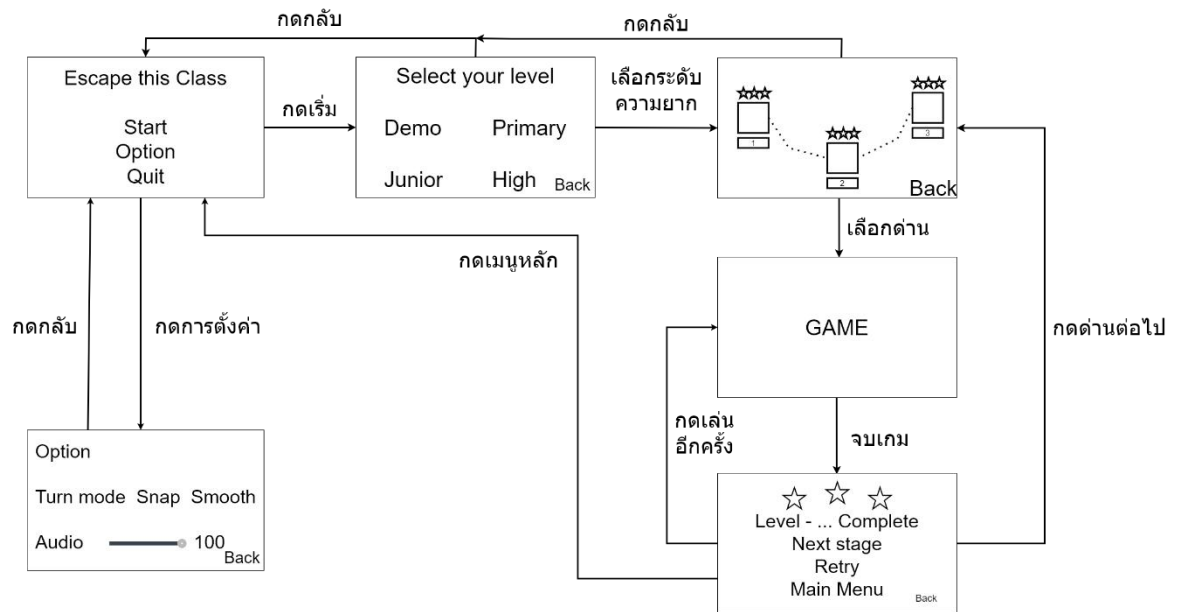 กดกลับ
กดกลับ
Escape this Class
Start
Option
Quit
กดเริ่ม
Select your level
Demo Primary
Junior High Back
เลือกระดับ
ความยาก
1
2
3
Back
เลือกด่าน
กดเมนูหลัก
GAME
กดด่านต่อไป
กดกลับ
กดการตั้งค่า
กดเล่น
อีกครั้ง
จบเกม
Option
Turn mode Snap Smooth
Audio 100
Back
Level - ... Complete
Next stage
Retry
Main Menu
Back